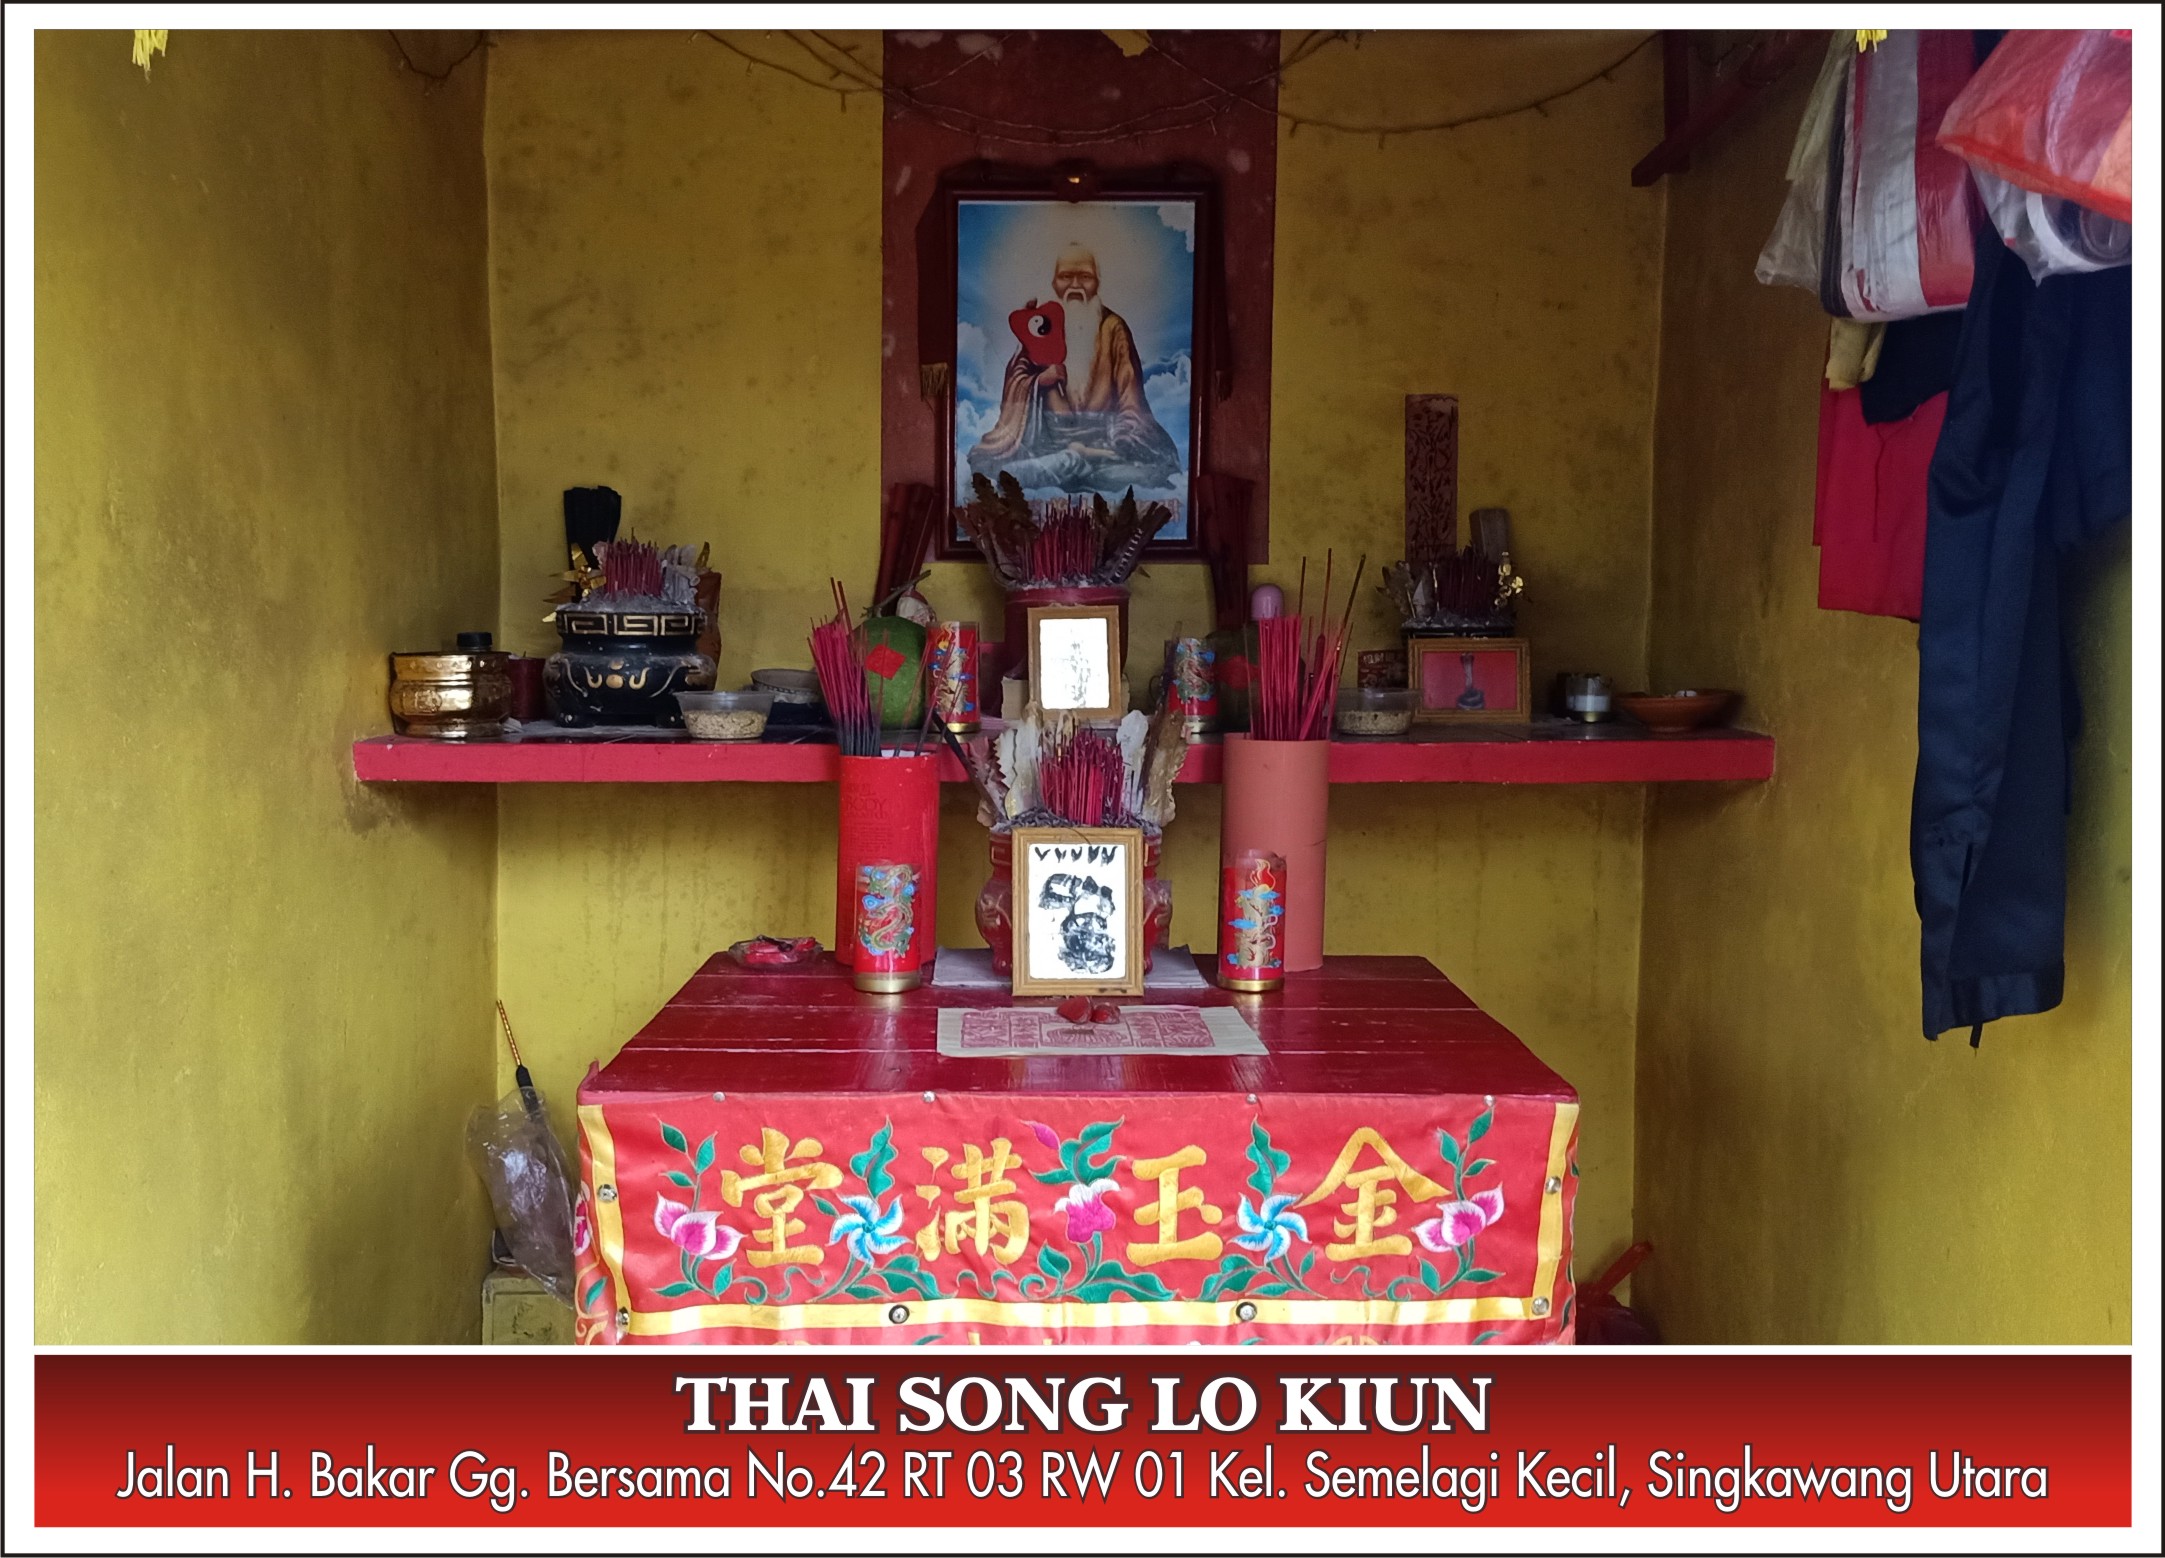 金玉滿堂
THAI SONG LO KIUN
Jalan H. Bakar Gg. Bersama No.42 RT 03 RW 01 Kel. Semelagi Kecil, Singkawang Utara